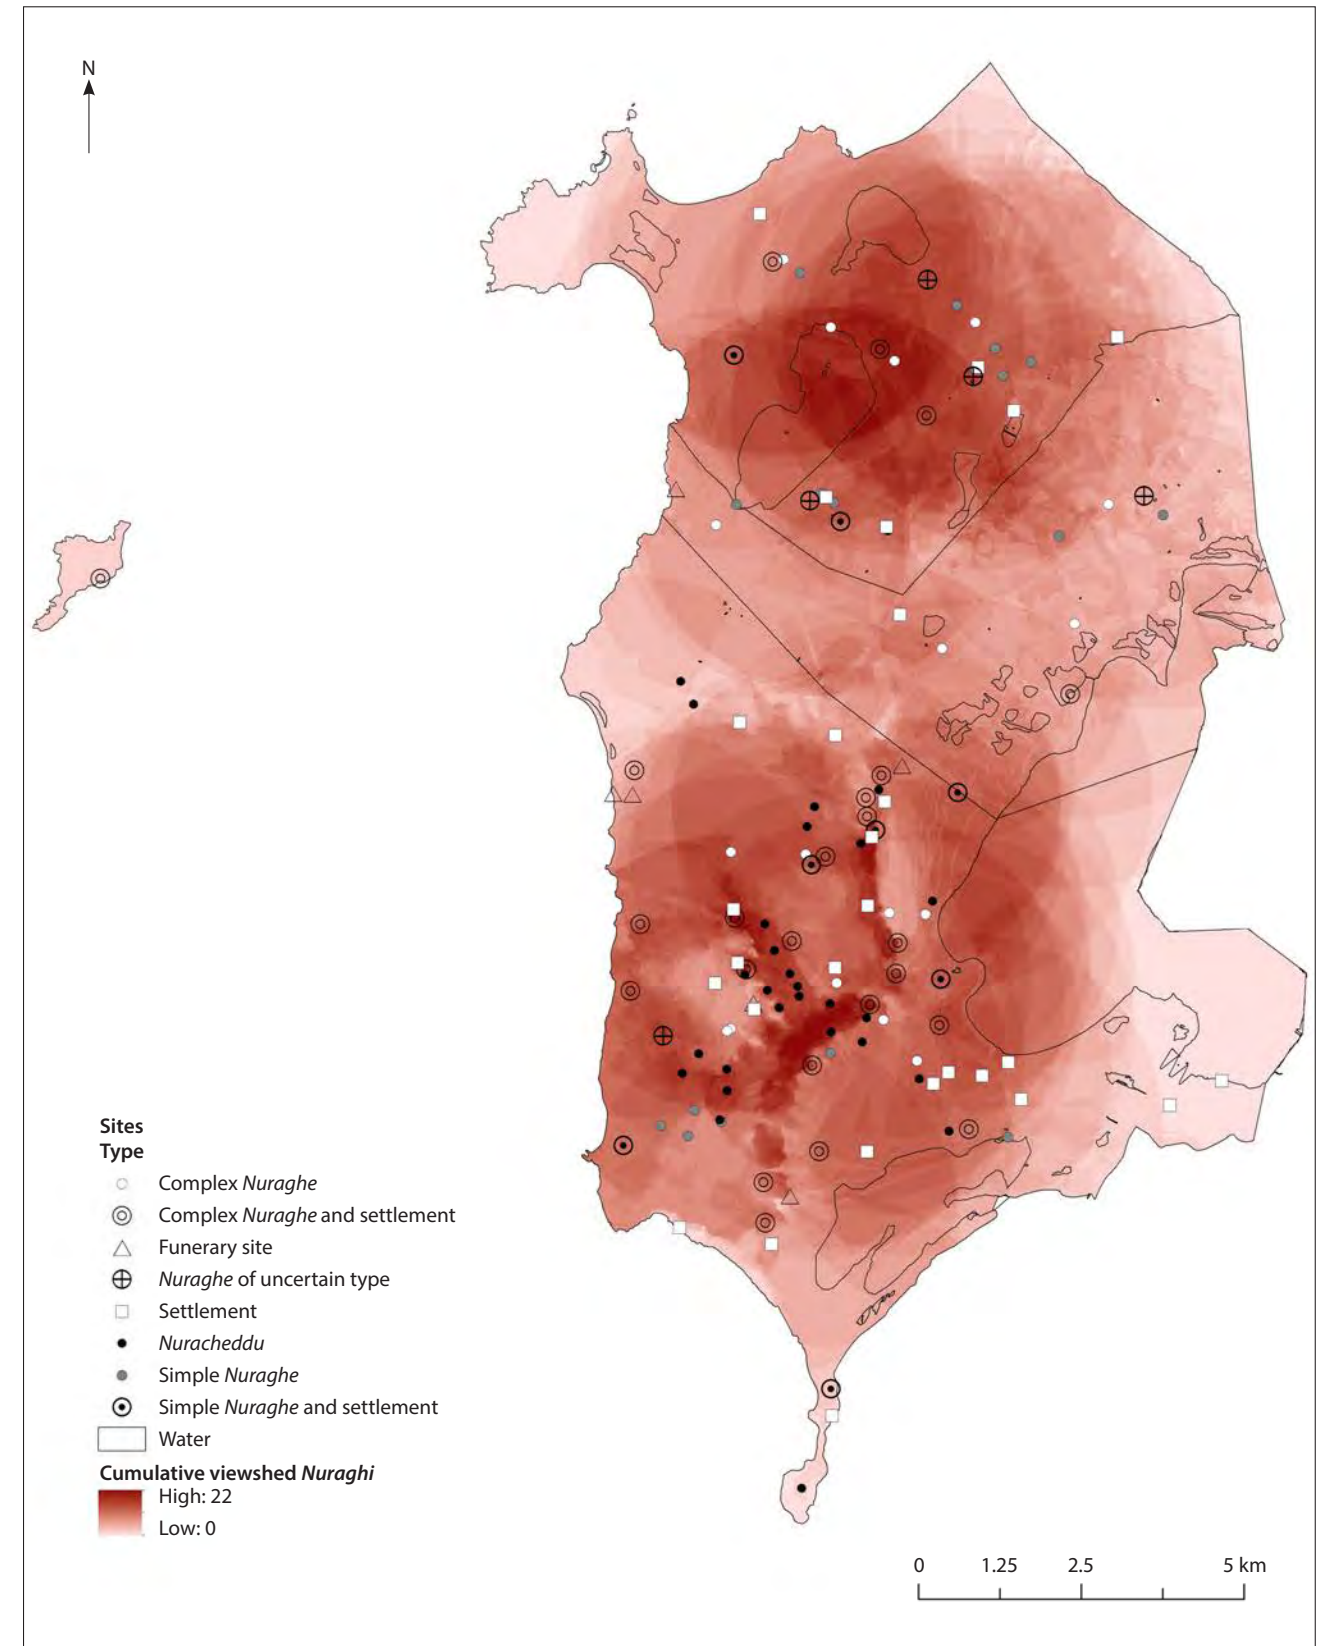 N
Sites
Type
Complex Nuraghe
Complex Nuraghe and settlement
Funerary site
Nuraghe of uncertain type
Settlement
Nuracheddu
Simple Nuraghe
Simple Nuraghe and settlement
Water
Cumulative viewshed Nuraghi
High: 22
Low: 0
0 1.25 2.5 5 km